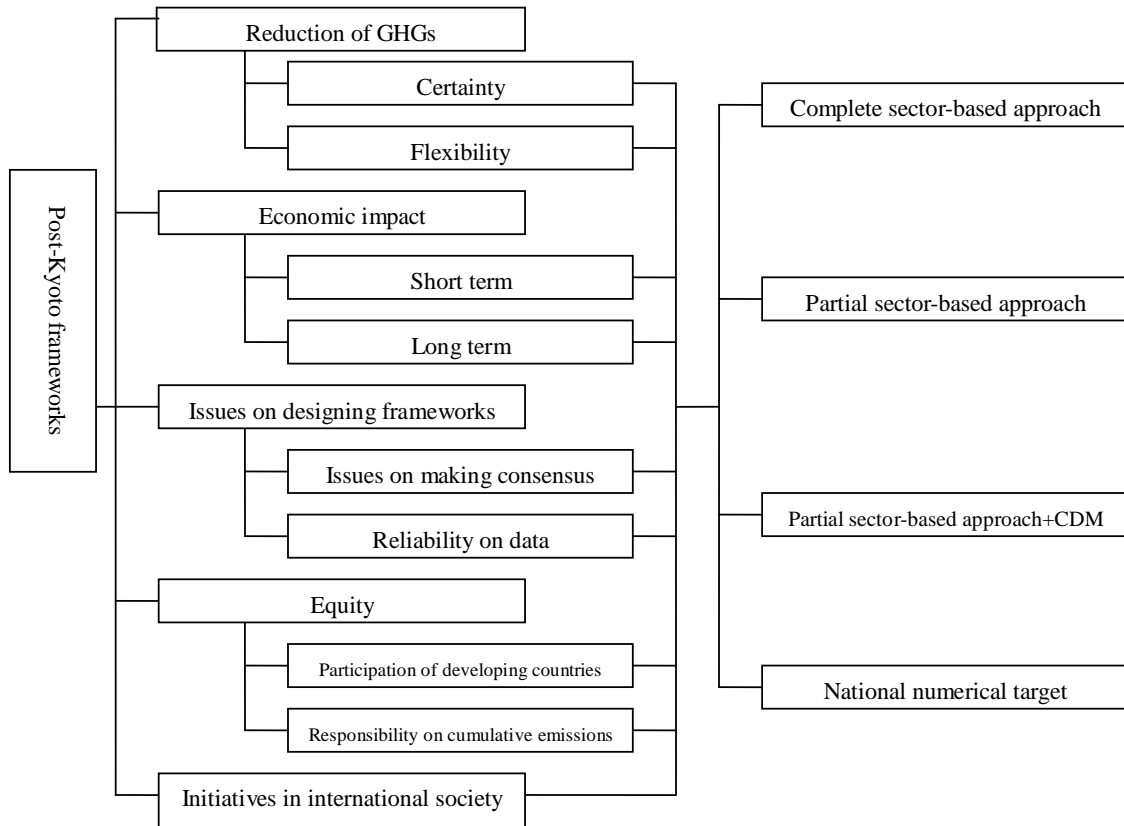 Post-Kyoto frameworks
Reduction of GHGs
Certainty
Flexibility
Economic impact
Short term
Long term
Issues on designing frameworks
Issues on making consensus
Reliability on data
Equity
Participation of developing countries
Responsibility on cumulative emissions
Initiatives in international society
Complete sector-based approach
Partial sector-based approach
Partial sector-based approach+CDM
National numerical target